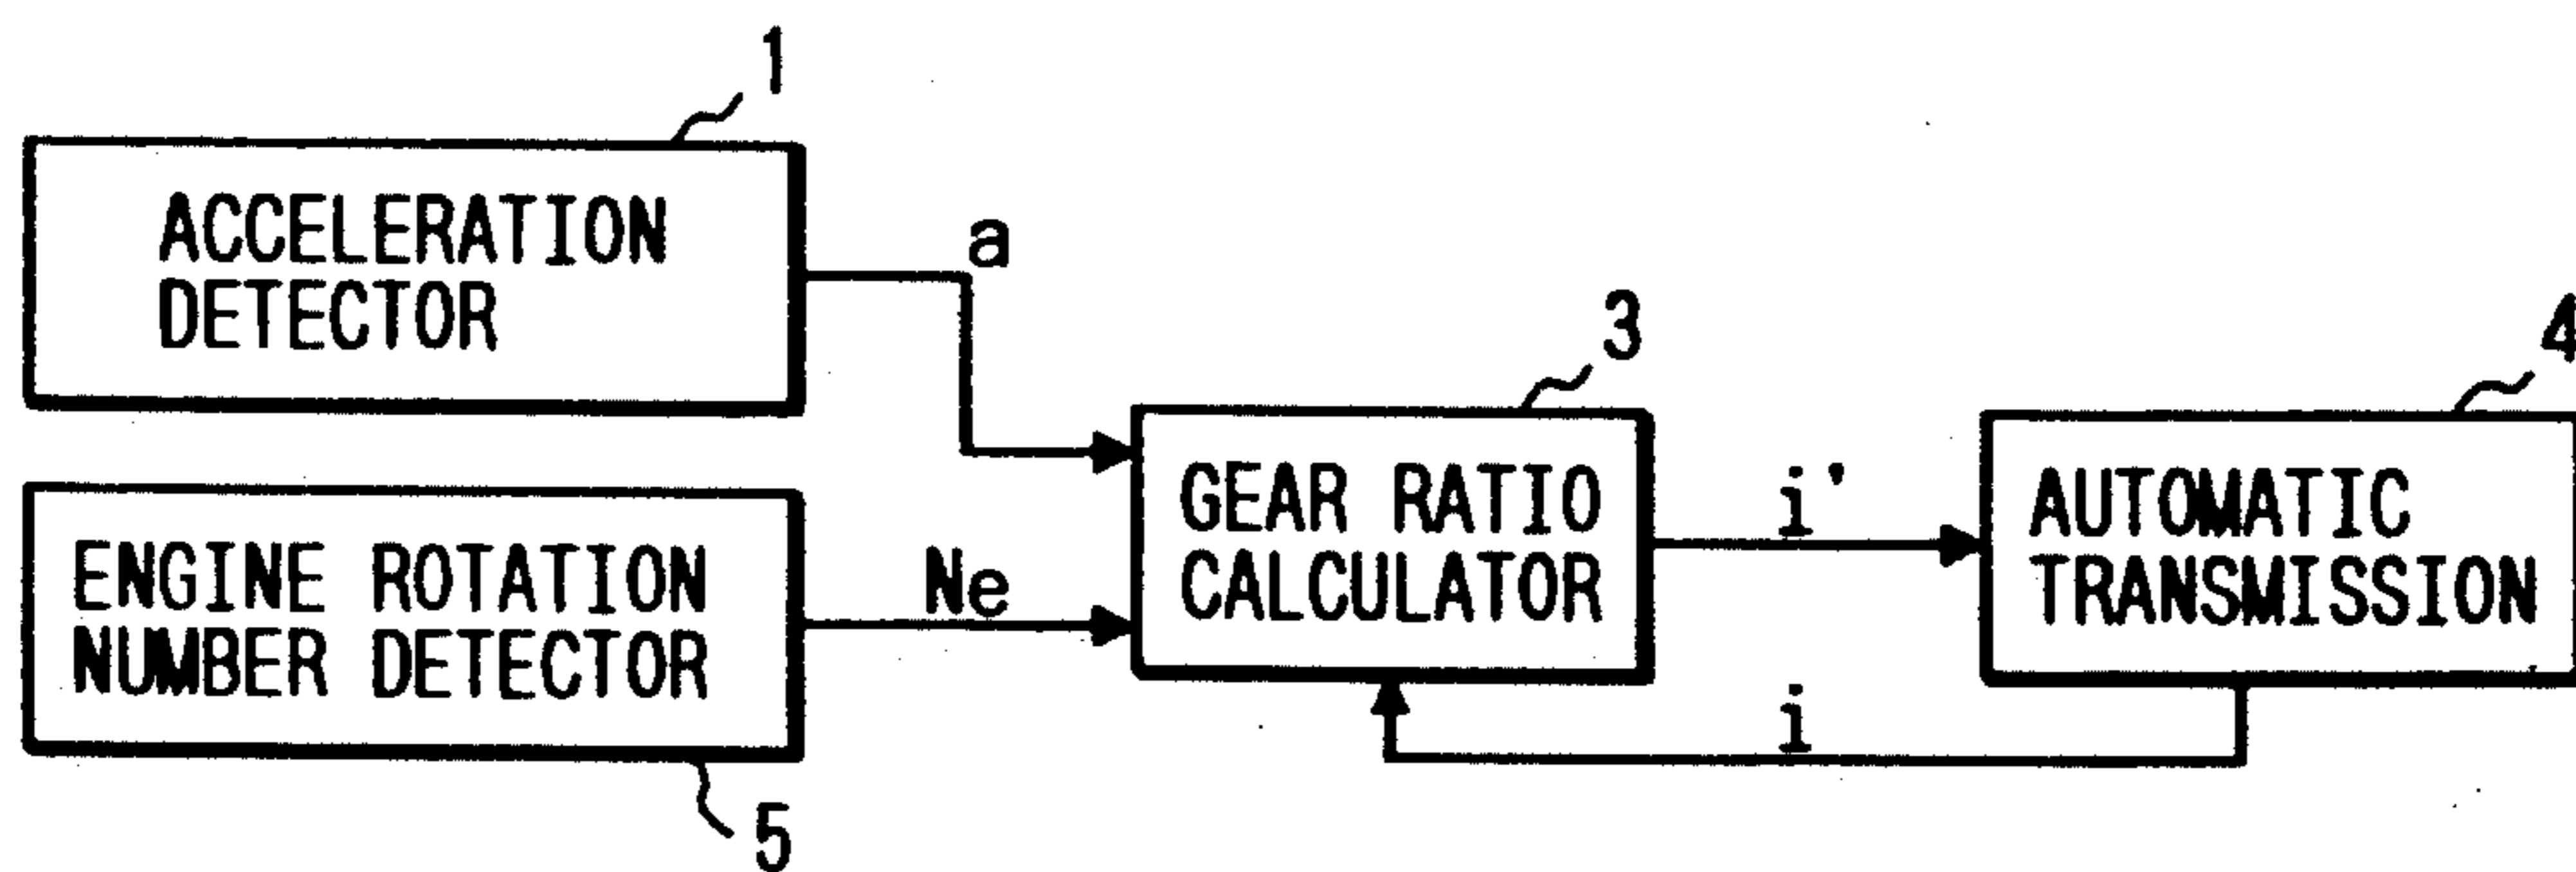 1
ACCELERATION
DETECTOR
a
3
4
GEAR RATIO
CALCULATOR
i'
AUTOMATIC
TRANSMISSION
ENGINE ROTATION
NUMBER DETECTOR
Ne
i
5